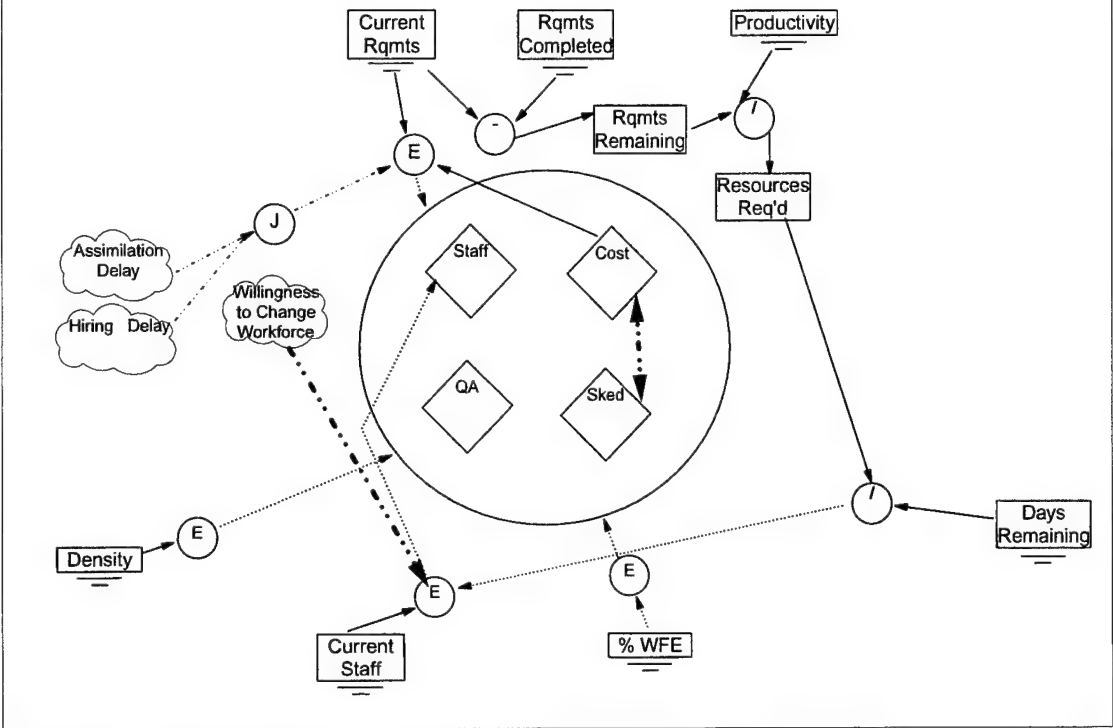 Current
Rqmts
Rqmts
Completed
Productivity
-
/
Rqmts
Remaining
E
Resources
Req'd
J
Assimilation
Delay
Staff
Cost
Willingness
to Change
Workforce
Hiring Delay
QA
Sked
/
Days
Remaining
E
Density
E
E
Current
Staff
% WFE